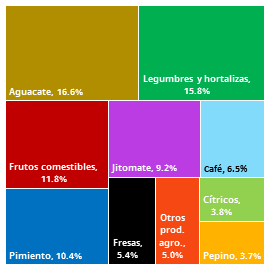 Aguacate, 16.6%
Legumbres y hortalizas,
15.8%
Frutos comestibles,
11.8%
Jitomate, 9.2%
Café, 6.5%
Pimiento, 10.4%
Fresas,
5.4%
Otros
prod.
agro.,
5.0%
Cítricos,
3.8%
Pepino, 3.7%